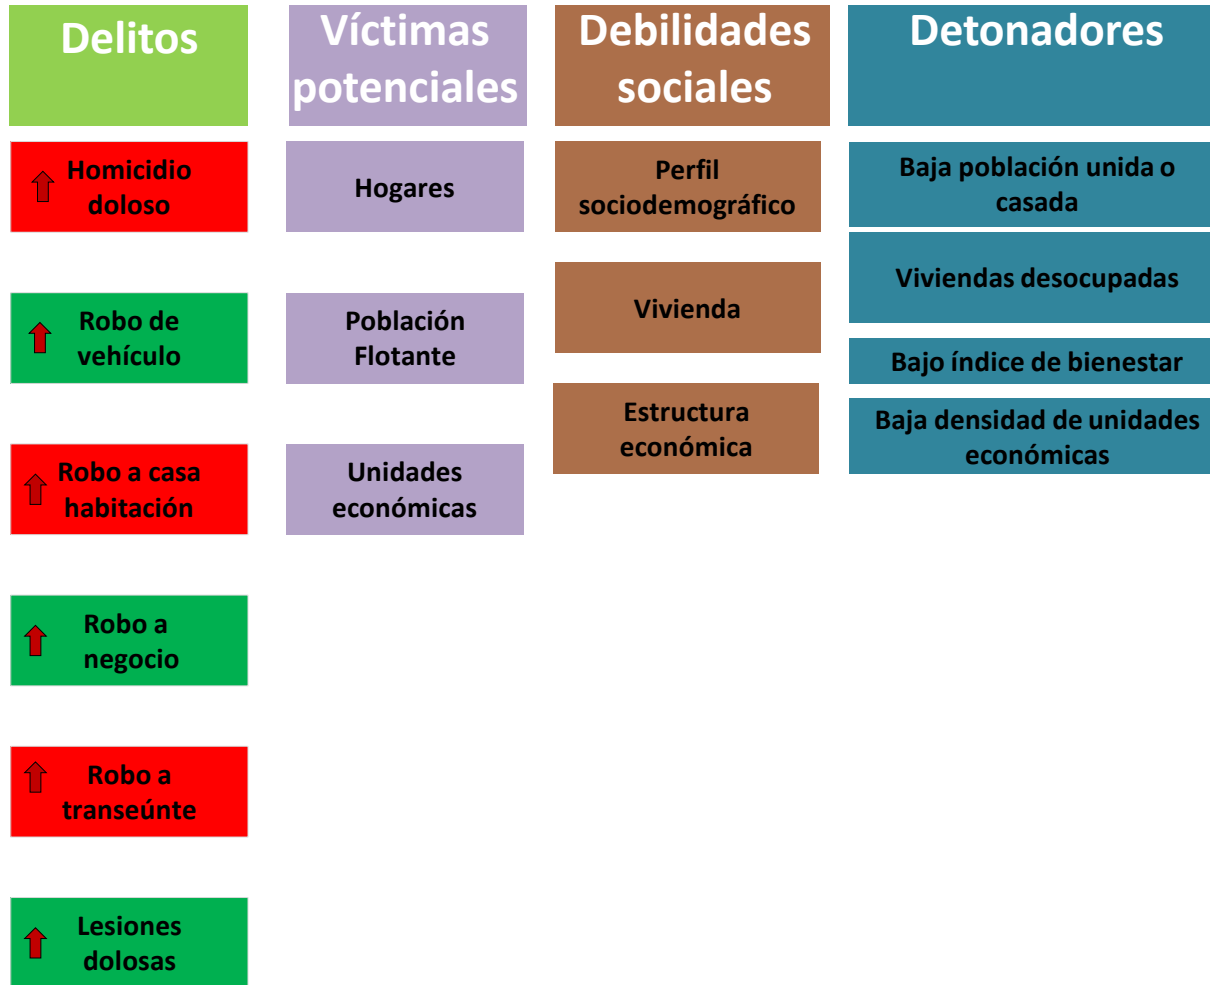 Delitos
Víctimas
potenciales
Debilidades
sociales
Detonadores
Homicidio
doloso
Hogares
Perfil
sociodemográfico
Baja población unida o
casada
Robo de
vehículo
Población
Flotante
Vivienda
Viviendas desocupadas
Bajo índice de bienestar
Robo a casa
habitación
Unidades
económicas
Estructura
económica
Baja densidad de unidades
económicas
Robo a
negocio
Robo a
transeúnte
Lesiones
dolosas